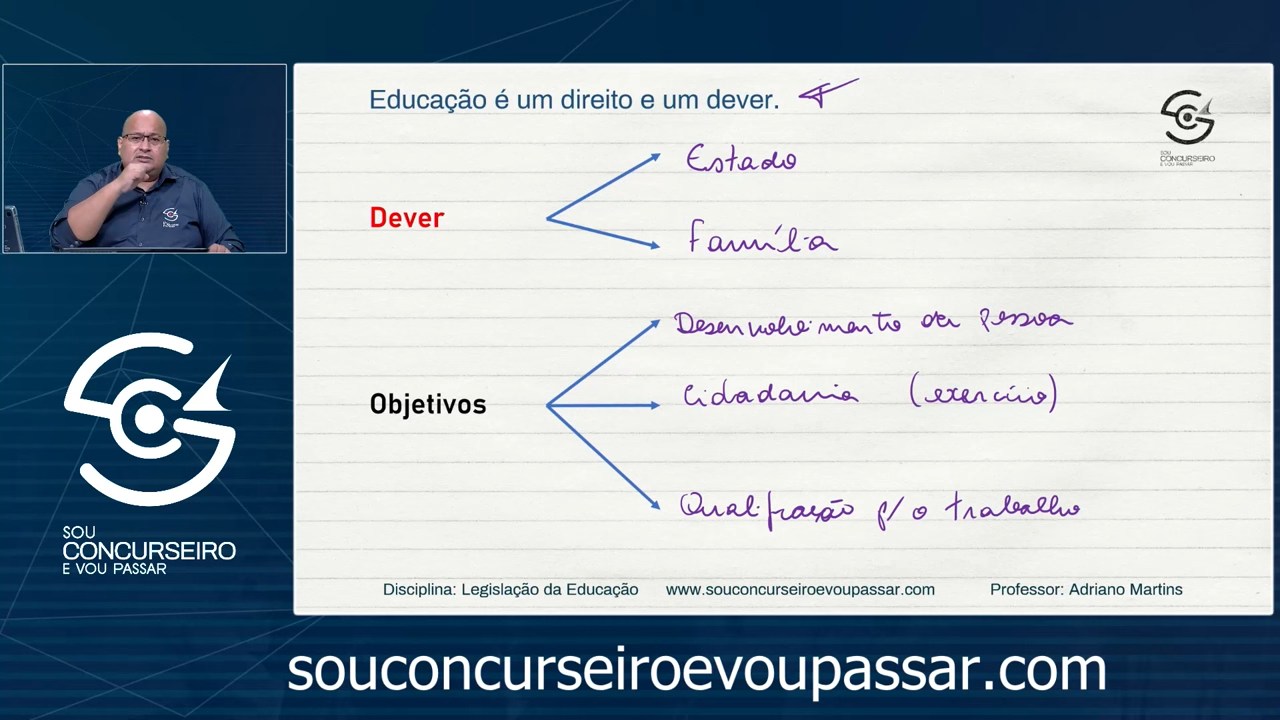 Educação é um direito e um dever.
Estado
Dever
Família
Desenvolvimento da pessoa
Objetivos
Cidadania (exercício)
Qualificação p/ o trabalho
Disciplina: Legislação da Educação www.souconcurseiroevoupassar.com Professor: Adriano Martins
SOU
CONCURSEIRO
E VOU PASSAR
SOU
CONCURSEIRO
E VOU PASSAR
souconcurseiroevoupassar.com